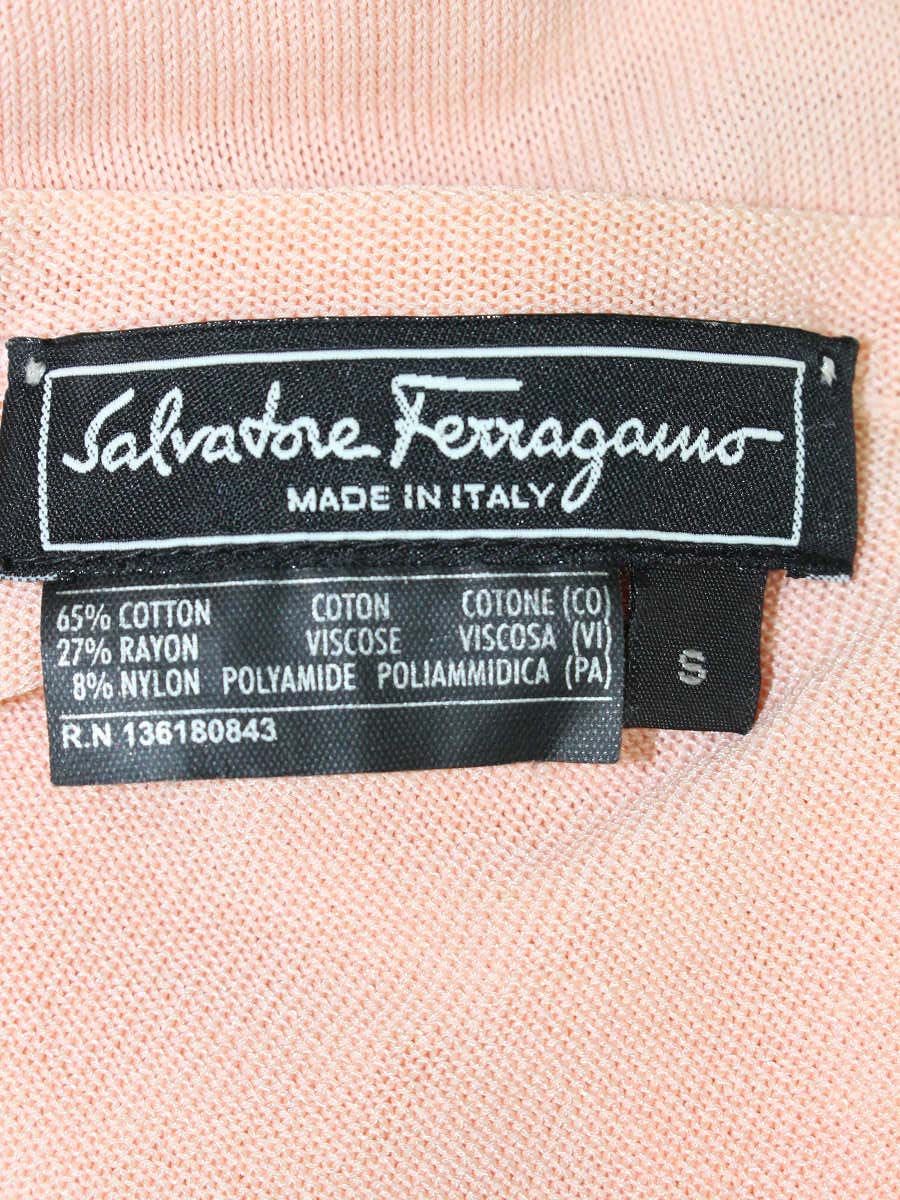 Salvatore Ferragamo
MADE IN ITALY
65% COTTON COTON COTONE (CO)
27% RAYON VISCOSE VISCOSA (VI)
8% NYLON POLYAMIDE POLIAMMIDICA (PA)
R.N 136180843
S